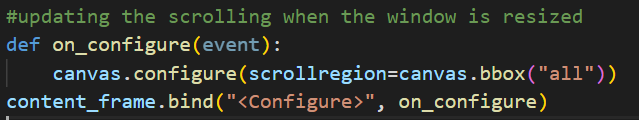 #updating the scrolling when the window is resized
def on_configure(event):
    canvas.configure(scrollregion=canvas.bbox("all"))
content_frame.bind("<Configure>", on_configure)